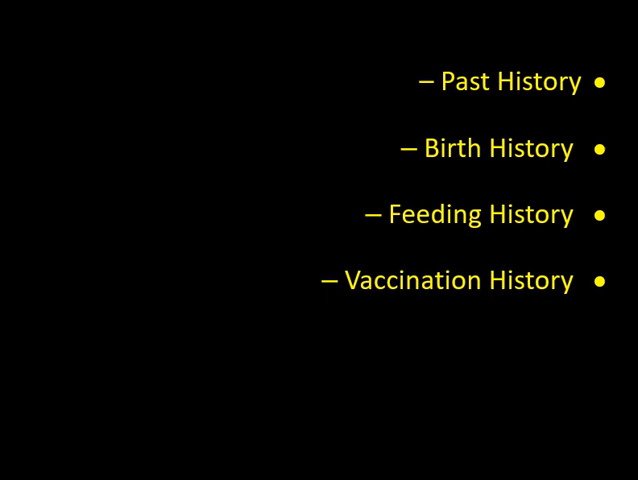 – Past History •
– Birth History •
– Feeding History •
– Vaccination History •